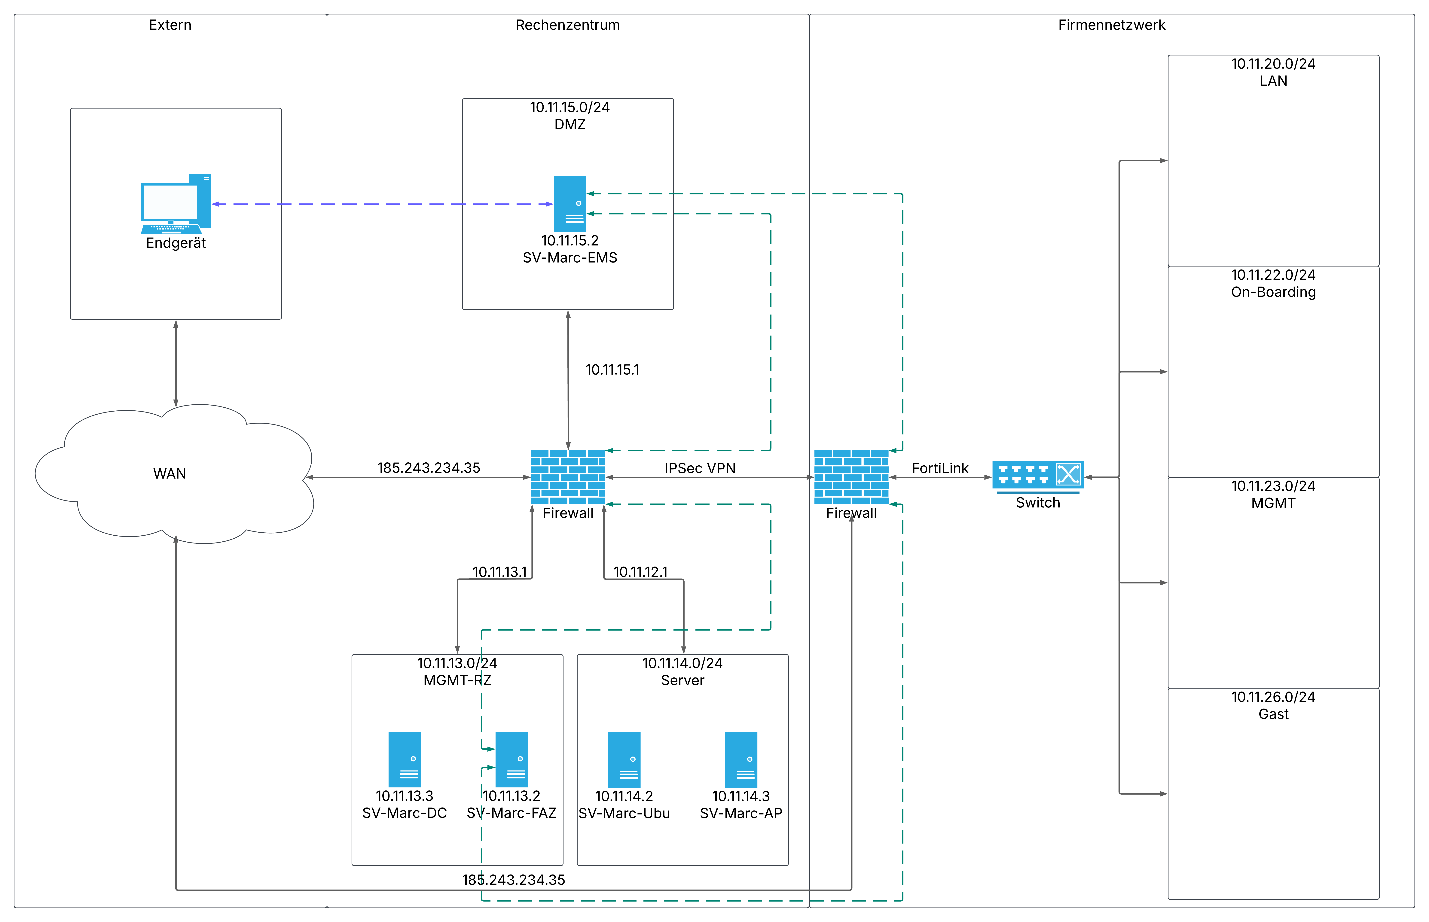 Extern
Rechenzentrum
Firmennetzwerk
10.11.20.0/24
LAN
10.11.15.0/24
DMZ
Endgerät
10.11.15.2
SV-Marc-EMS
10.11.22.0/24
On-Boarding
10.11.15.1
WAN
185.243.234.35
IPSec VPN
FortiLink
Firewall
Firewall
Switch
10.11.23.0/24
MGMT
10.11.13.1
10.11.12.1
10.11.13.0/24
MGMT-RZ
10.11.14.0/24
Server
10.11.26.0/24
Gast
10.11.13.3
SV-Marc-DC
10.11.13.2
SV-Marc-FAZ
10.11.14.2
SV-Marc-Ubu
10.11.14.3
SV-Marc-AP
185.243.234.35